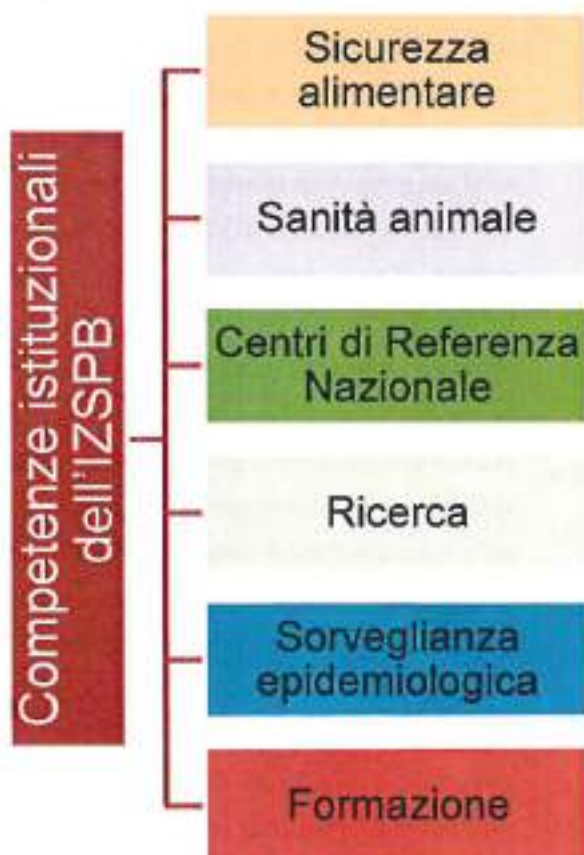 Competenze istituzionali
dell'IZSPB
Sicurezza
alimentare
Sanità animale
Centri di Referenza
Nazionale
Ricerca
Sorveglianza
epidemiologica
Formazione